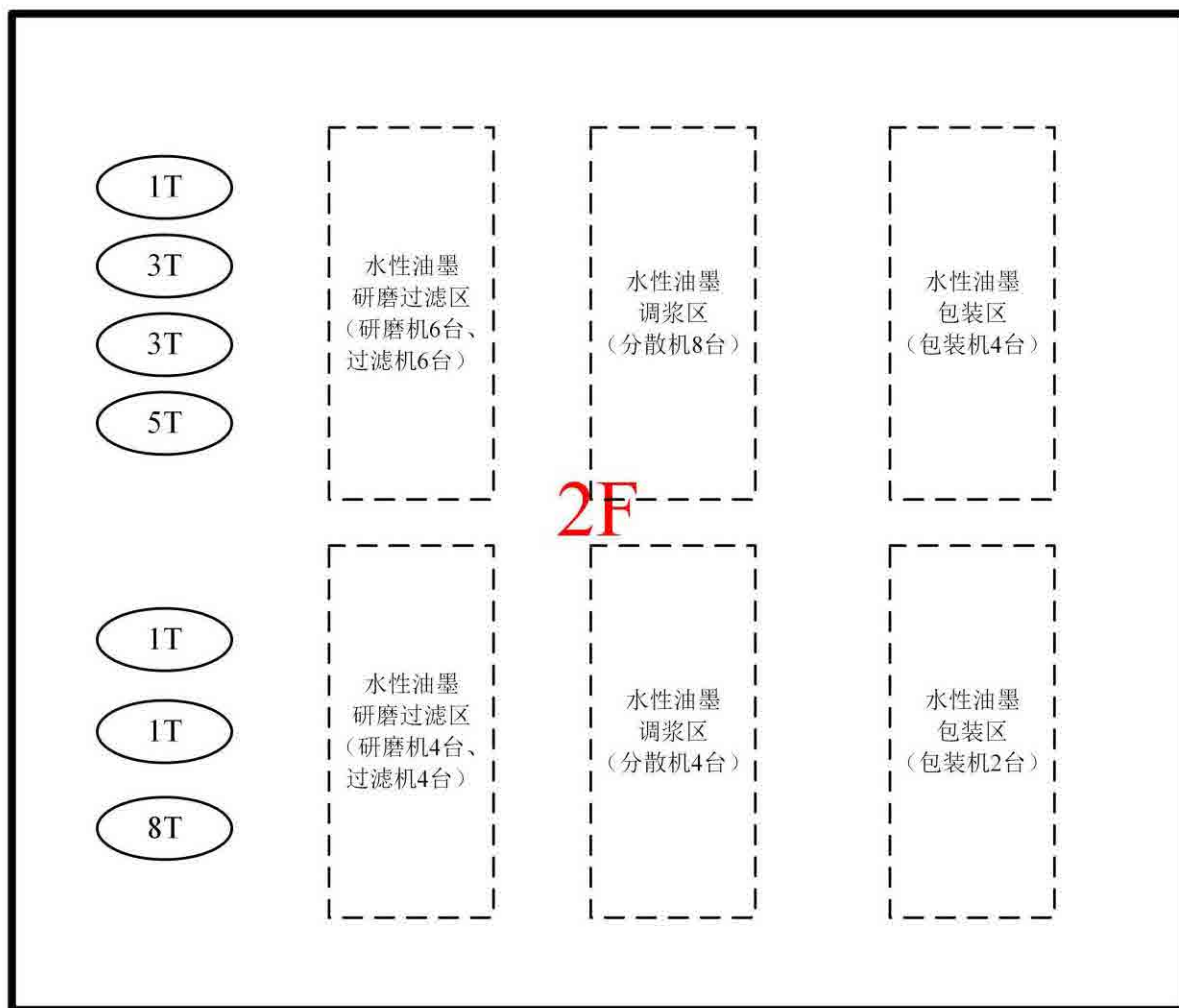 1T
3T
3T
5T
水性油墨
研磨过滤区
（研磨机6台、
过滤机6台）
水性油墨
调浆区
（分散机8台）
水性油墨
包装区
（包装机4台）
2F
1T
1T
8T
水性油墨
研磨过滤区
（研磨机4台、
过滤机4台）
水性油墨
调浆区
（分散机4台）
水性油墨
包装区
（包装机2台）